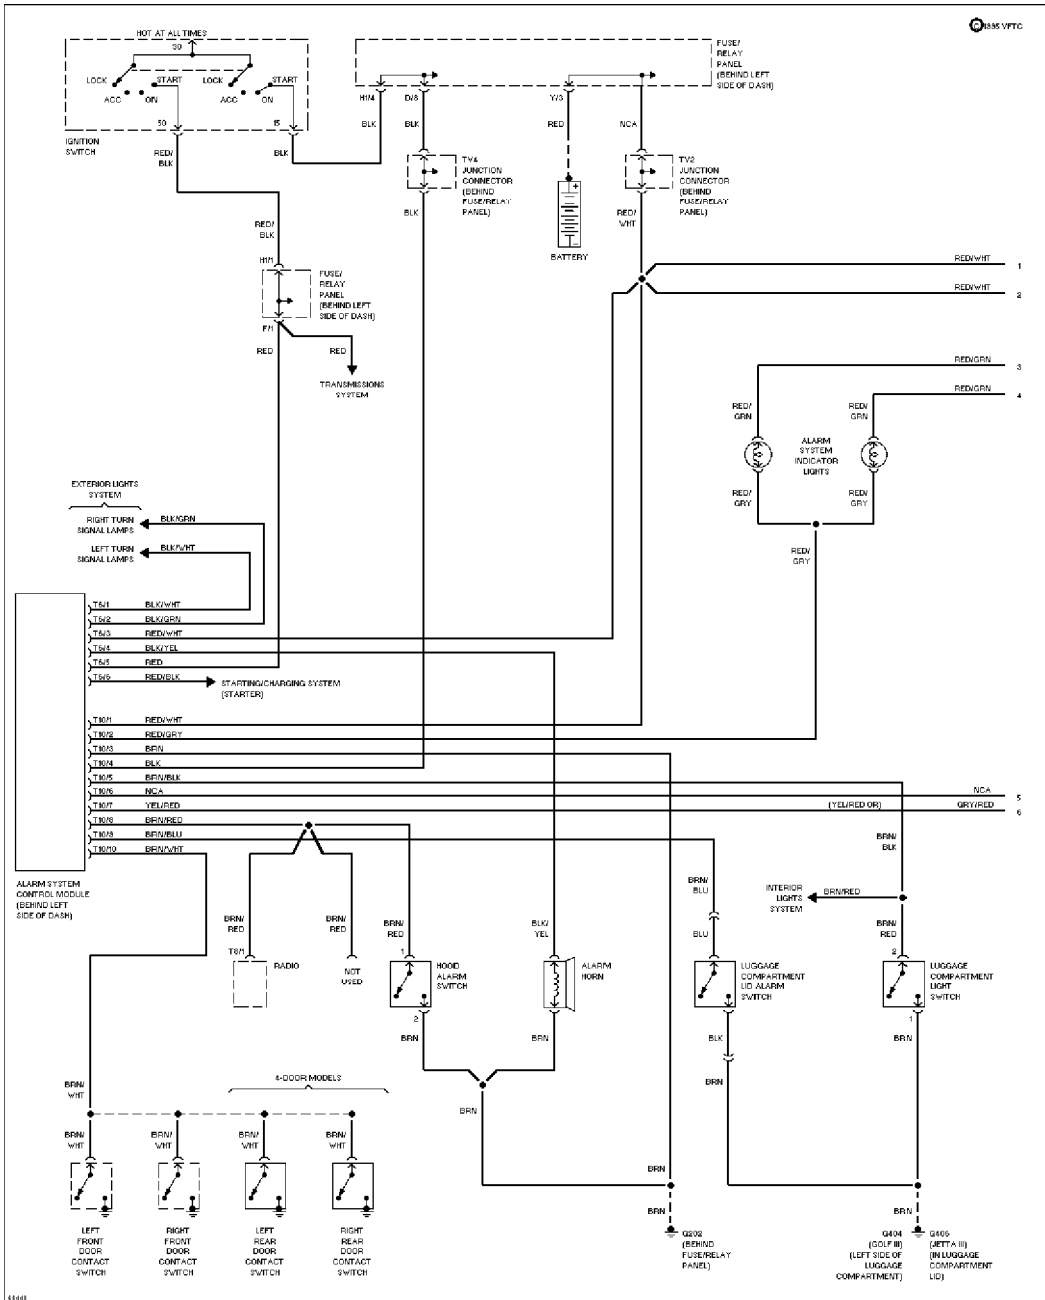 HOT AT ALL TIMES
30
LOCK
START
LOCK
START
ACC
ON
ACC
ON
50
15
IGNITION
SWITCH
RED/
BLK
BLK
FUSE/
RELAY
PANEL
(BEHIND LEFT
SIDE OF DASH)
H1/4
D/8
Y/3
BLK
BLK
RED
NCA
TV4
JUNCTION
CONNECTOR
(BEHIND
FUSE/RELAY
PANEL)
TV2
JUNCTION
CONNECTOR
(BEHIND
FUSE/RELAY
PANEL)
BLK
RED/
WHT
BATTERY
RED/
BLK
H1/1
FUSE/
RELAY
PANEL
(BEHIND LEFT
SIDE OF DASH)
F/1
RED
RED
TRANSMISSIONS
SYSTEM
RED/WHT
1
RED/WHT
2
RED/GRN
3
RED/GRN
4
RED/
GRN
RED/
GRN
ALARM
SYSTEM
INDICATOR
LIGHTS
RED/
GRY
RED/
GRY
RED/
GRY
EXTERIOR LIGHTS
SYSTEM
RIGHT TURN
SIGNAL LAMPS
BLK/GRN
LEFT TURN
SIGNAL LAMPS
BLK/WHT
T6/1 BLK/WHT
T6/2 BLK/GRN
T6/3 RED/WHT
T6/4 BLK/YEL
T6/5 RED
T6/6 RED/BLK
STARTING/CHARGING SYSTEM
(STARTER)
T10/1 RED/WHT
T10/2 RED/GRY
T10/3 BRN
T10/4 BLK
T10/5 BRN/BLK
T10/6 NCA
NCA
5
T10/7 YEL/RED
(YEL/RED OR)
GRY/RED
6
T10/8 BRN/RED
T10/9 BRN/BLU
T10/10 BRN/WHT
ALARM SYSTEM
CONTROL MODULE
(BEHIND LEFT
SIDE OF DASH)
BRN/
RED
BRN/
RED
BRN/
RED
BLK/
YEL
BRN/
BLU
BLU
BRN/
BLK
INTERIOR
LIGHTS
SYSTEM
BRN/RED
BRN/
RED
T8/1
RADIO
NOT
USED
1
HOOD
ALARM
SWITCH
2
ALARM
HORN
LUGGAGE
COMPARTMENT
LID ALARM
SWITCH
2
LUGGAGE
COMPARTMENT
LIGHT
SWITCH
1
BRN
BRN
BLK
BRN
BRN
BRN
4-DOOR MODELS
BRN/
WHT
BRN/
WHT
BRN/
WHT
BRN/
WHT
BRN/
WHT
LEFT
FRONT
DOOR
CONTACT
SWITCH
RIGHT
FRONT
DOOR
CONTACT
SWITCH
LEFT
REAR
DOOR
CONTACT
SWITCH
RIGHT
REAR
DOOR
CONTACT
SWITCH
BRN
BRN
G202
(BEHIND
FUSE/RELAY
PANEL)
BRN
G404
(GOLF III)
(LEFT SIDE OF
LUGGAGE
COMPARTMENT)
G406
(JETTA III)
(IN LUGGAGE
COMPARTMENT
LID)